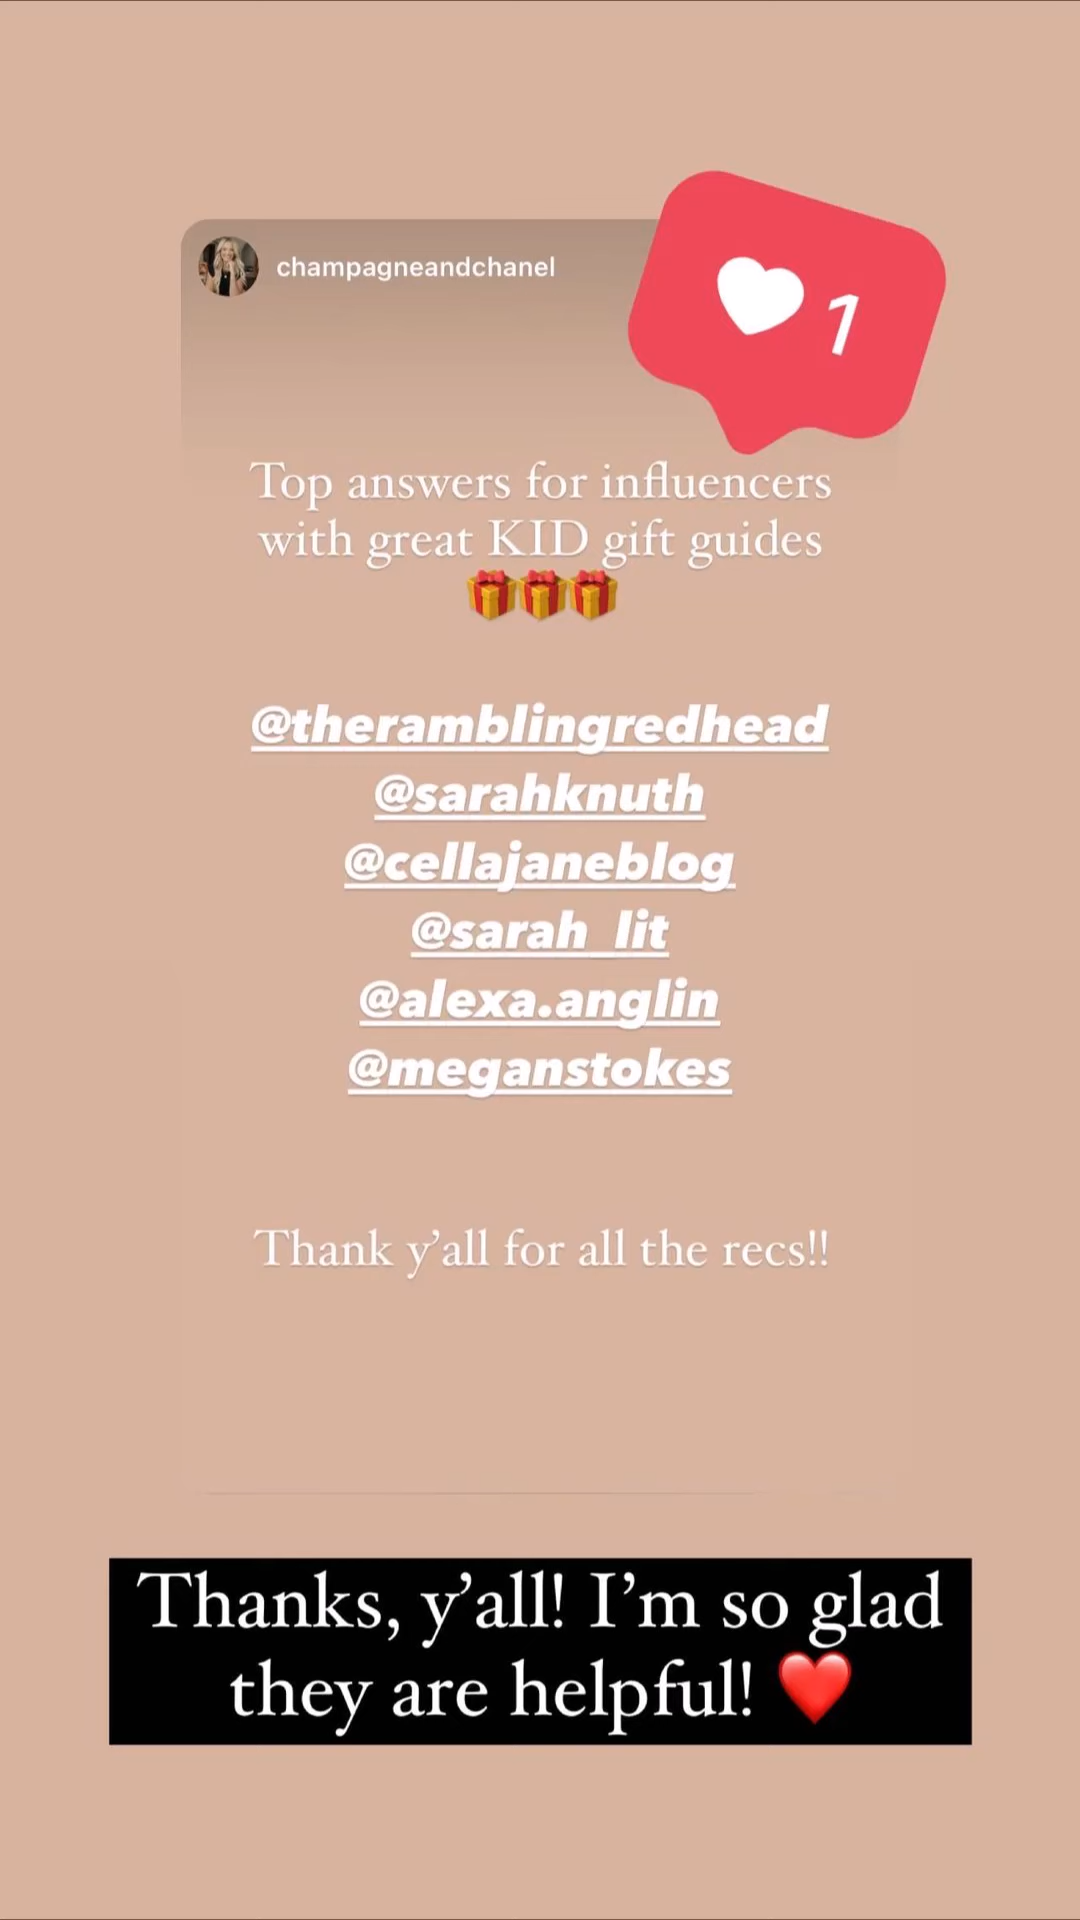 champagneandchanel
1
Top answers for influencers
with great KID gift guides
🎁🎁🎁
@theramblingredhead
@sarahknuth
@cellajaneblog
@sarah_lit
@alexa.anglin
@meganstokes
Thank y’all for all the recs!!
Thanks, y’all! I’m so glad
they are helpful! ❤️